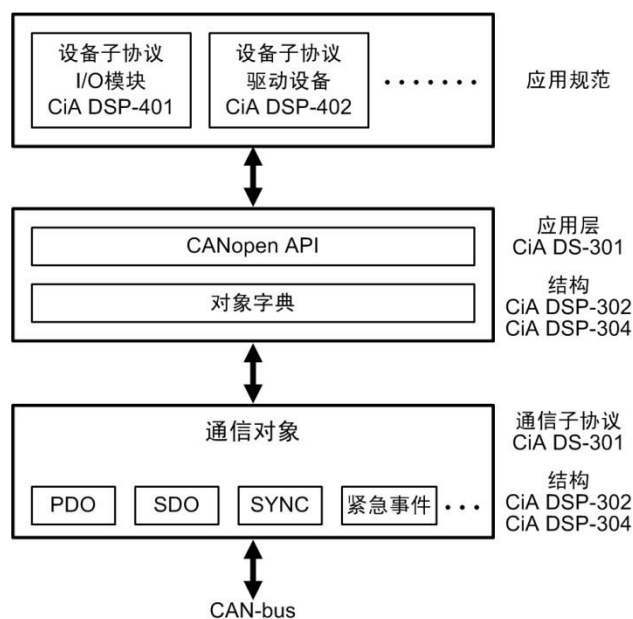 设备子协议
I/O模块
CiA DSP-401
设备子协议
驱动设备
CiA DSP-402
·······
应用规范
CANopen API
对象字典
应用层
CiA DS-301
结构
CiA DSP-302
CiA DSP-304
通信对象
PDO
SDO
SYNC
紧急事件
···
通信子协议
CiA DS-301
结构
CiA DSP-302
CiA DSP-304
CAN-bus